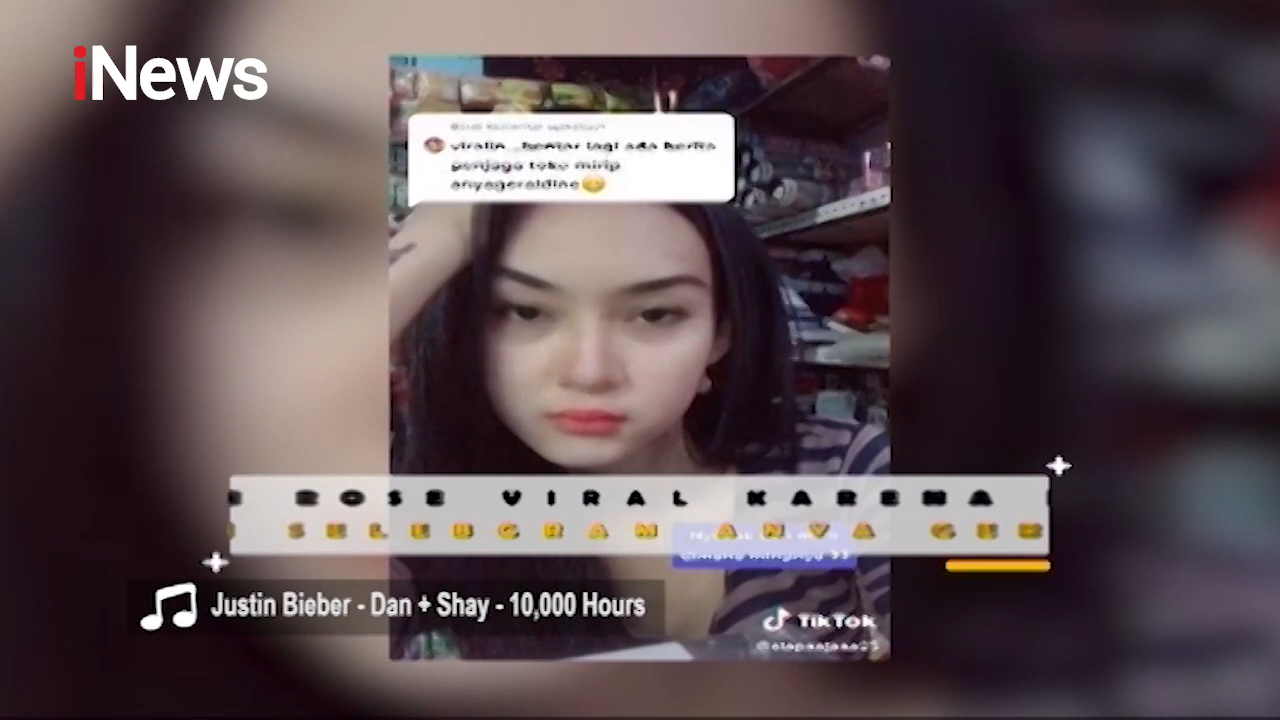 iNews
viralin...bentar lagi ada berita
penjaga toko mirip
anyageraldine
ROSE VIRAL KARENA
SELEBGRAM ANYA GER
Justin Bieber - Dan + Shay - 10,000 Hours
TikTok